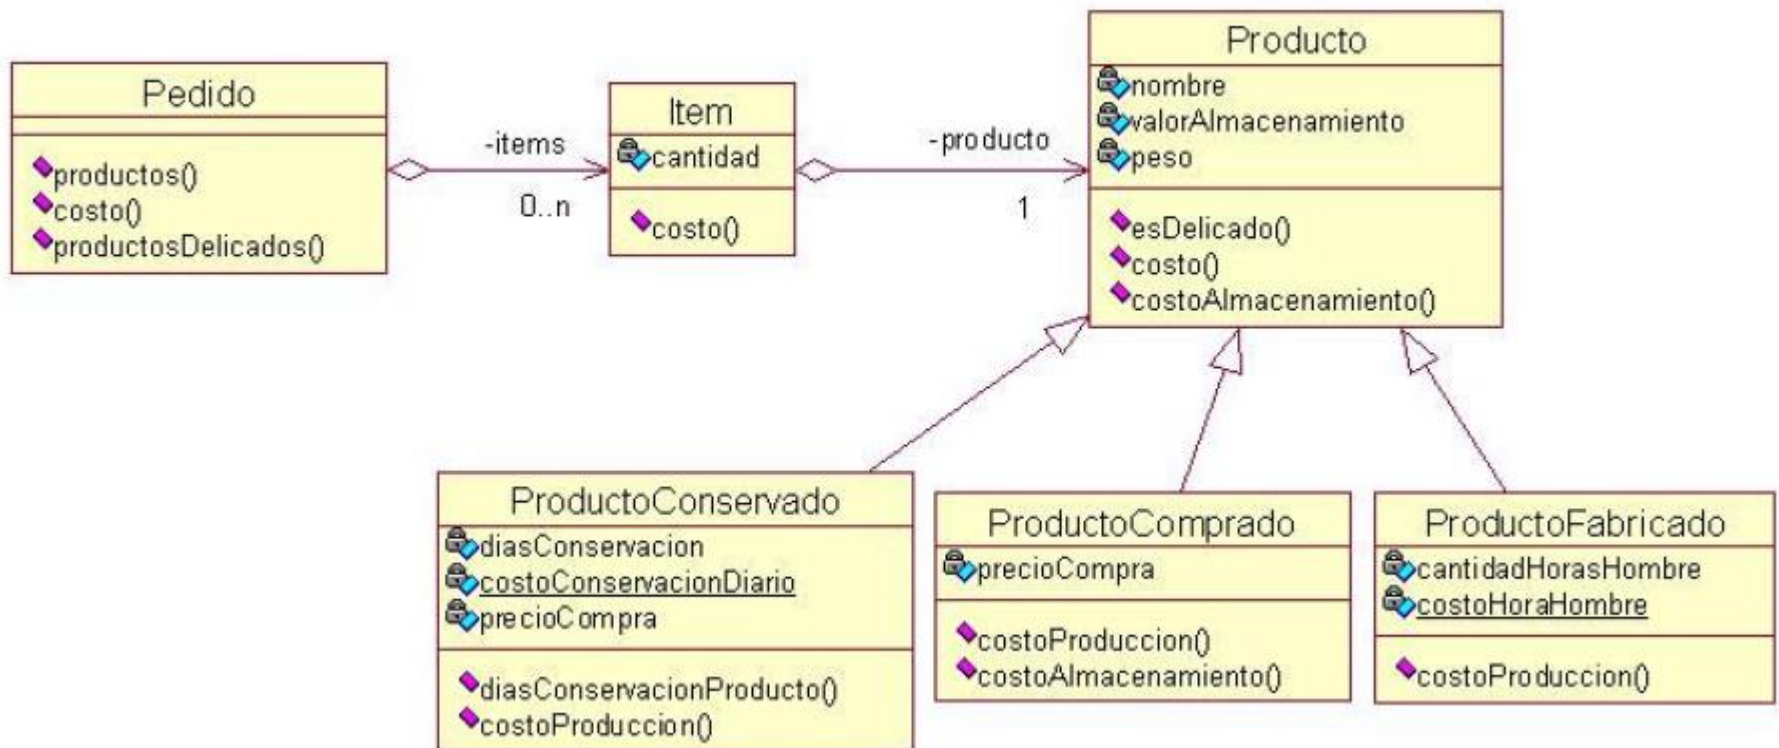 Pedido
productos()
costo()
productosDelicados()
-items
0..n
Item
cantidad
costo()
-producto
1
Producto
nombre
valorAlmacenamiento
peso
esDelicado()
costo()
costoAlmacenamiento()
ProductoConservado
diasConservacion
costoConservacionDiario
precioCompra
diasConservacionProducto()
costoProduccion()
ProductoComprado
precioCompra
costoProduccion()
costoAlmacenamiento()
ProductoFabricado
cantidadHorasHombre
costoHoraHombre
costoProduccion()